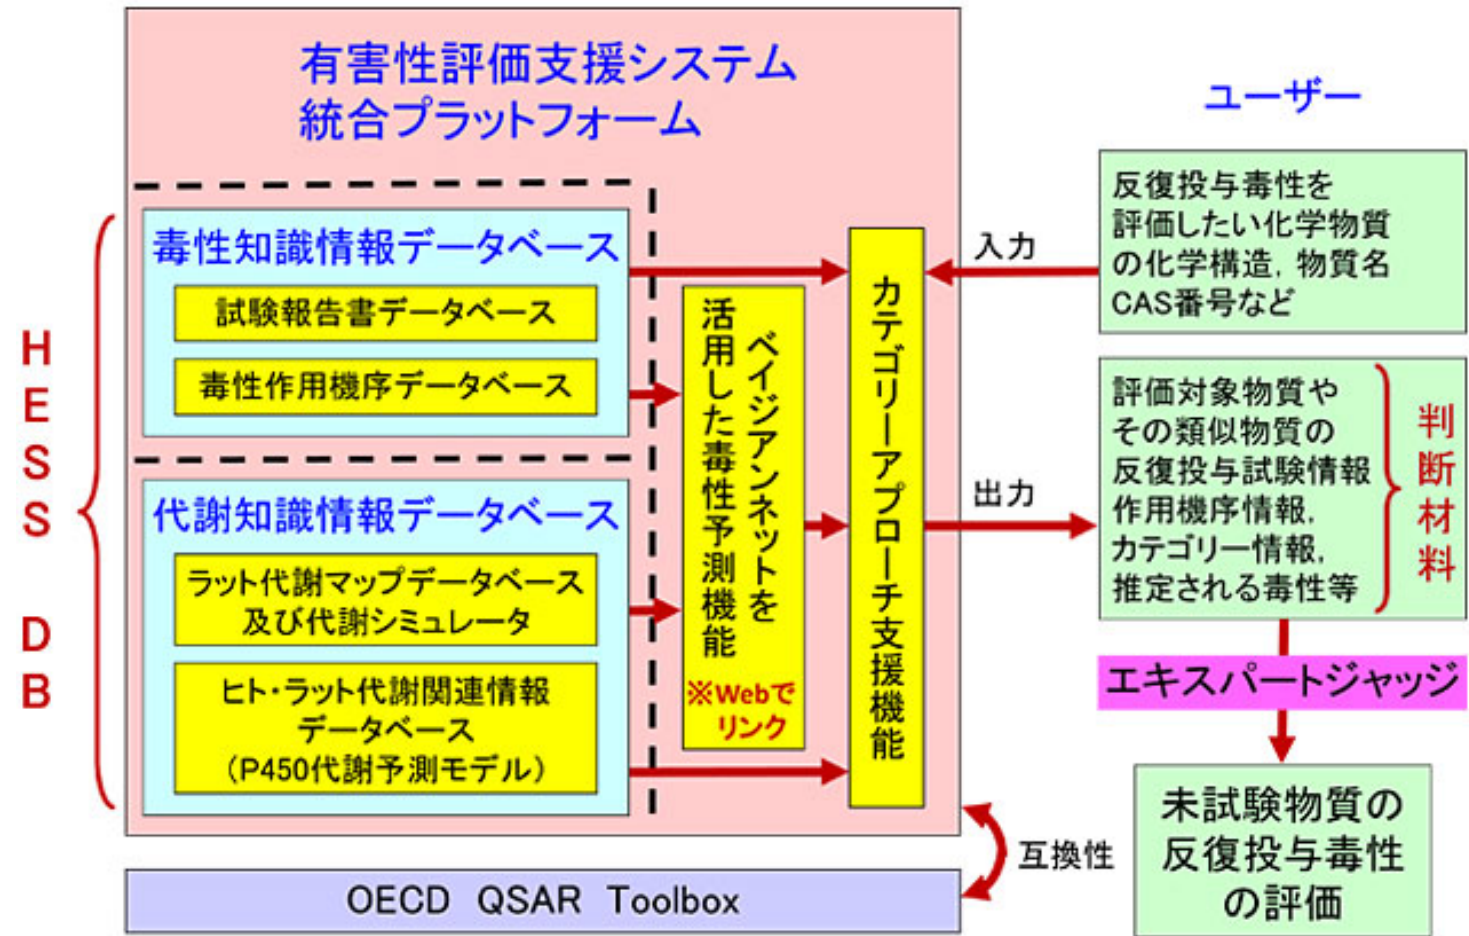 有害性評価支援システム
統合プラットフォーム
HESS DB
毒性知識情報データベース
試験報告書データベース
毒性作用機序データベース
代謝知識情報データベース
ラット代謝マップデータベース
及び代謝シミュレータ
ヒト・ラット代謝関連情報
データベース
(P450代謝予測モデル)
ベイジアンネットを
活用した毒性予測機能
※Webで
リンク
カテゴリーアプローチ支援機能
ユーザー
入力
反復投与毒性を
評価したい化学物質
の化学構造, 物質名
CAS番号など
出力
評価対象物質や
その類似物質の
反復投与試験情報
作用機序情報,
カテゴリー情報,
推定される毒性等
判断材料
エキスパートジャッジ
未試験物質の
反復投与毒性
の評価
互換性
OECD QSAR Toolbox